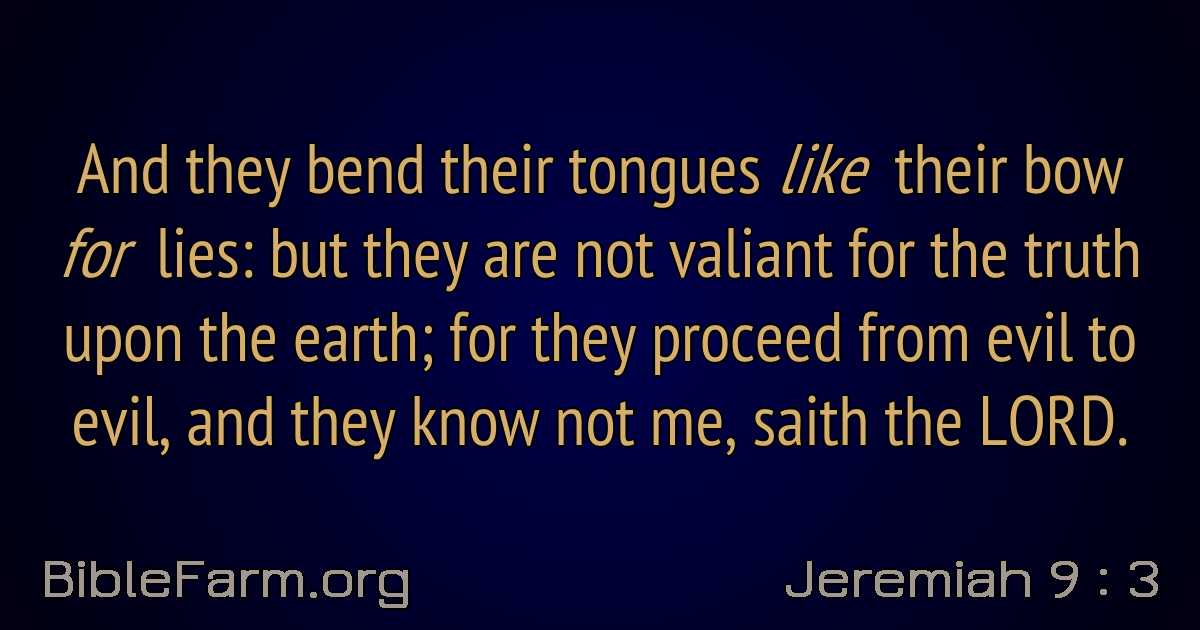 And they bend their tongues like their bow
for lies: but they are not valiant for the truth
upon the earth; for they proceed from evil to
evil, and they know not me, saith the LORD.
BibleFarm.org
Jeremiah 9 : 3